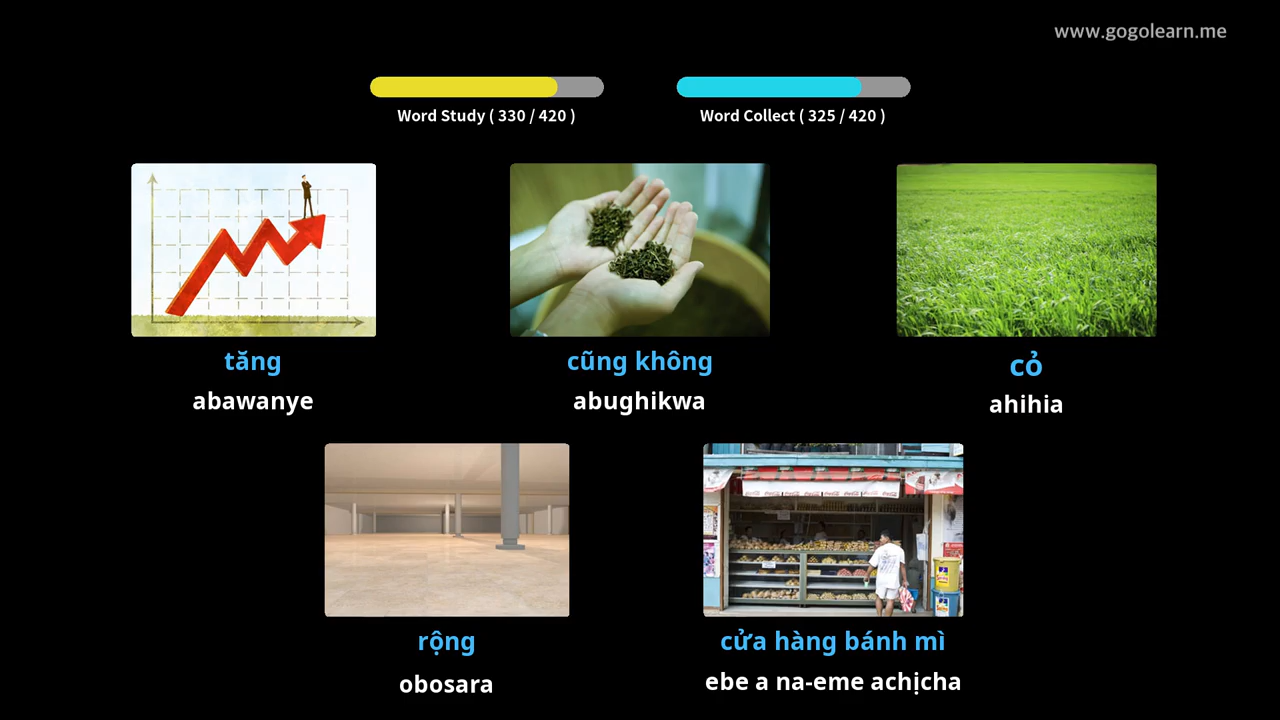 www.gogolearn.me
Word Study ( 330 / 420 )
Word Collect ( 325 / 420 )
tăng
cũng không
cỏ
abawanye
abughikwa
ahihia
rộng
cửa hàng bánh mì
obosara
ebe a na-eme achịcha